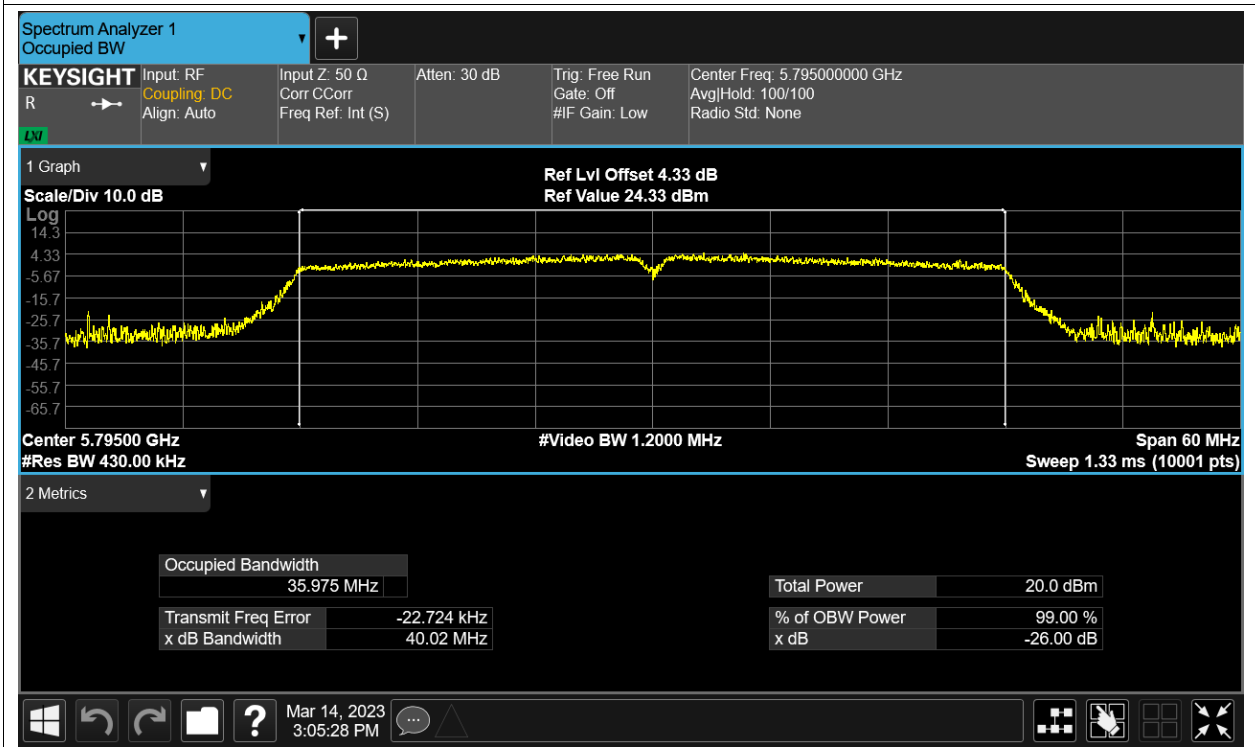 Spectrum Analyzer 1
Occupied BW
KEYSIGHT
R
LXI
Input: RF
Coupling: DC
Align: Auto
Input Z: 50 Ω
Corr CCorr
Freq Ref: Int (S)
Atten: 30 dB
Trig: Free Run
Gate: Off
#IF Gain: Low
Center Freq: 5.795000000 GHz
Avg|Hold: 100/100
Radio Std: None
1 Graph
Scale/Div 10.0 dB
Ref Lvl Offset 4.33 dB
Ref Value 24.33 dBm
Log
14.3
4.33
-5.67
-15.7
-25.7
-35.7
-45.7
-55.7
-65.7
Center 5.79500 GHz
#Video BW 1.2000 MHz
Span 60 MHz
#Res BW 430.00 kHz
Sweep 1.33 ms (10001 pts)
2 Metrics
Occupied Bandwidth
35.975 MHz
Transmit Freq Error -22.724 kHz
x dB Bandwidth 40.02 MHz
Total Power 20.0 dBm
% of OBW Power 99.00 %
x dB -26.00 dB
?
Mar 14, 2023
3:05:28 PM